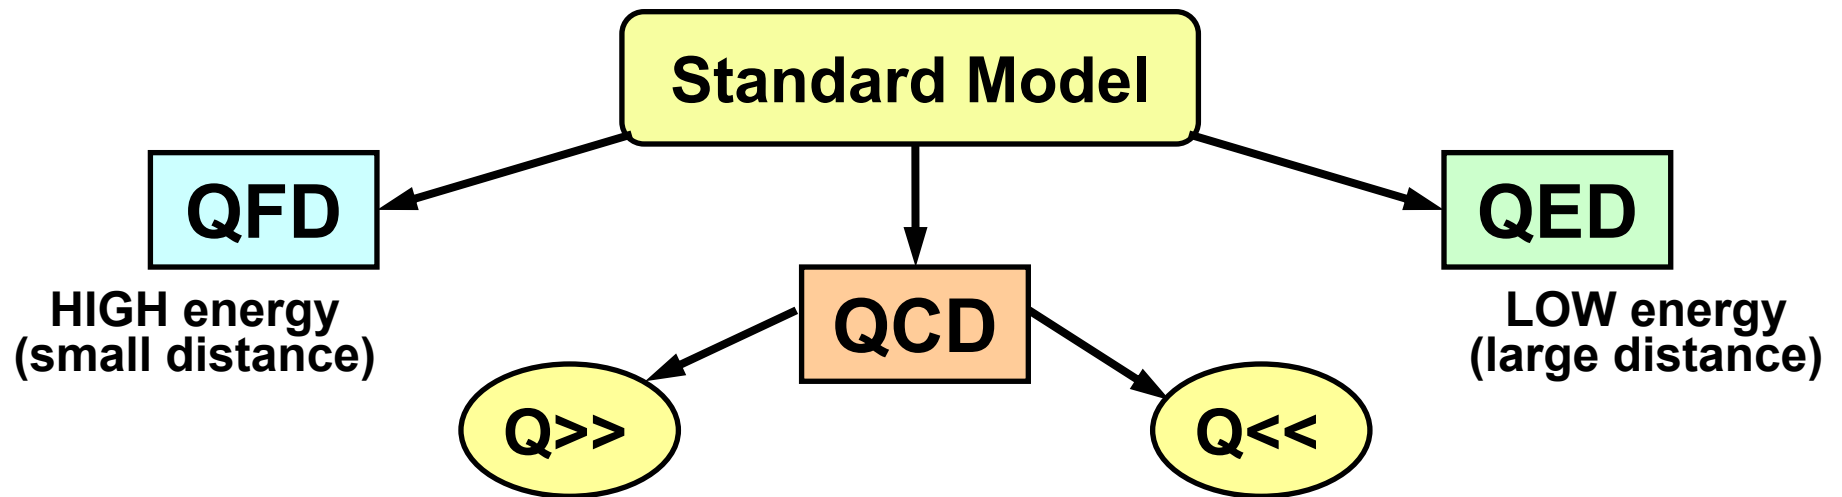 Standard Model
QFD
QED
HIGH energy
(small distance)
QCD
LOW energy
(large distance)
Q>>
Q<<